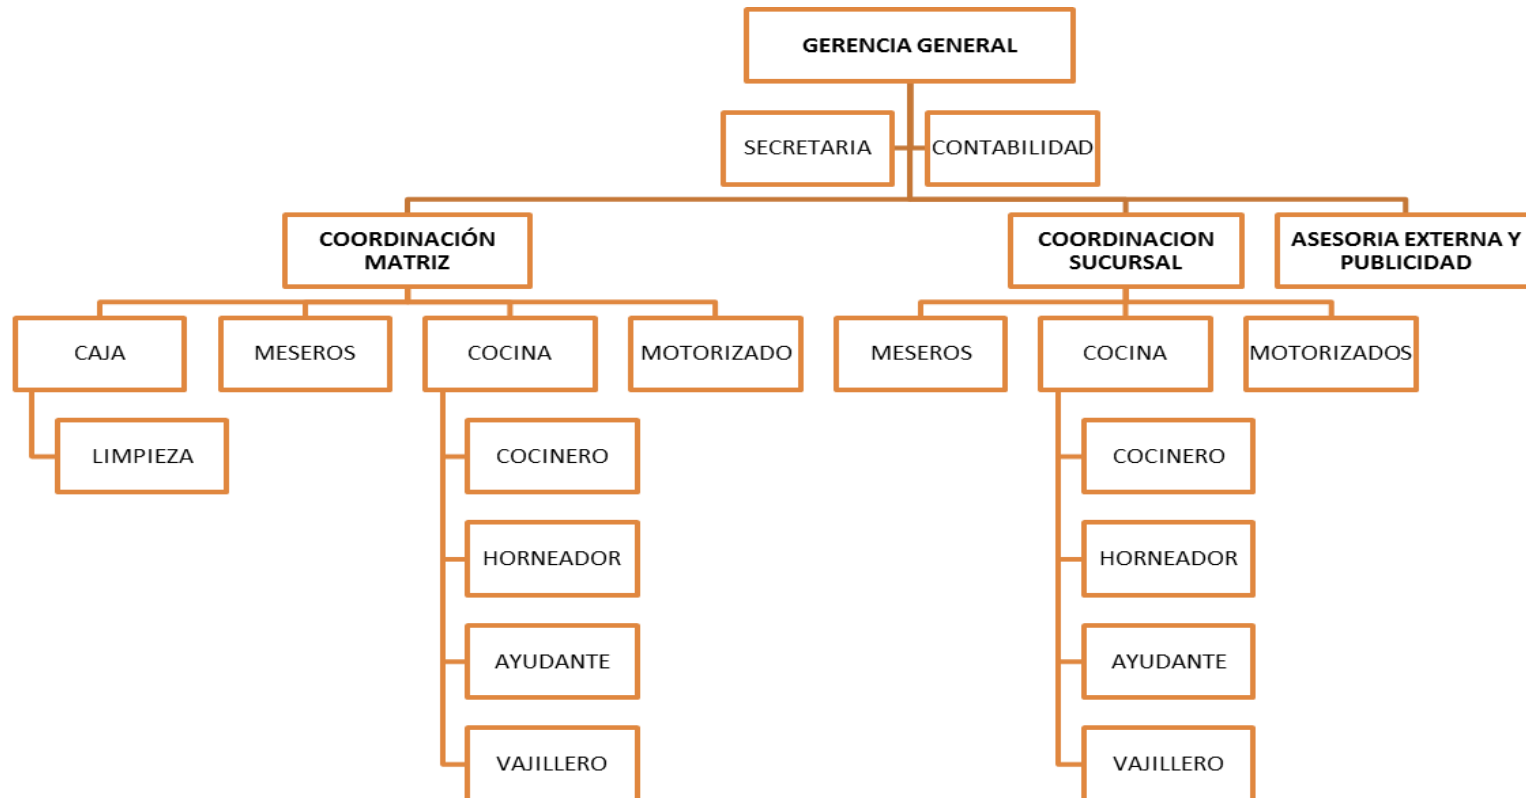 GERENCIA GENERAL
SECRETARIA
CONTABILIDAD
COORDINACIÓN
MATRIZ
COORDINACION
SUCURSAL
ASESORIA EXTERNA Y
PUBLICIDAD
CAJA
MESEROS
COCINA
MOTORIZADO
MESEROS
COCINA
MOTORIZADOS
LIMPIEZA
COCINERO
COCINERO
HORNEADOR
HORNEADOR
AYUDANTE
AYUDANTE
VAJILLERO
VAJILLERO